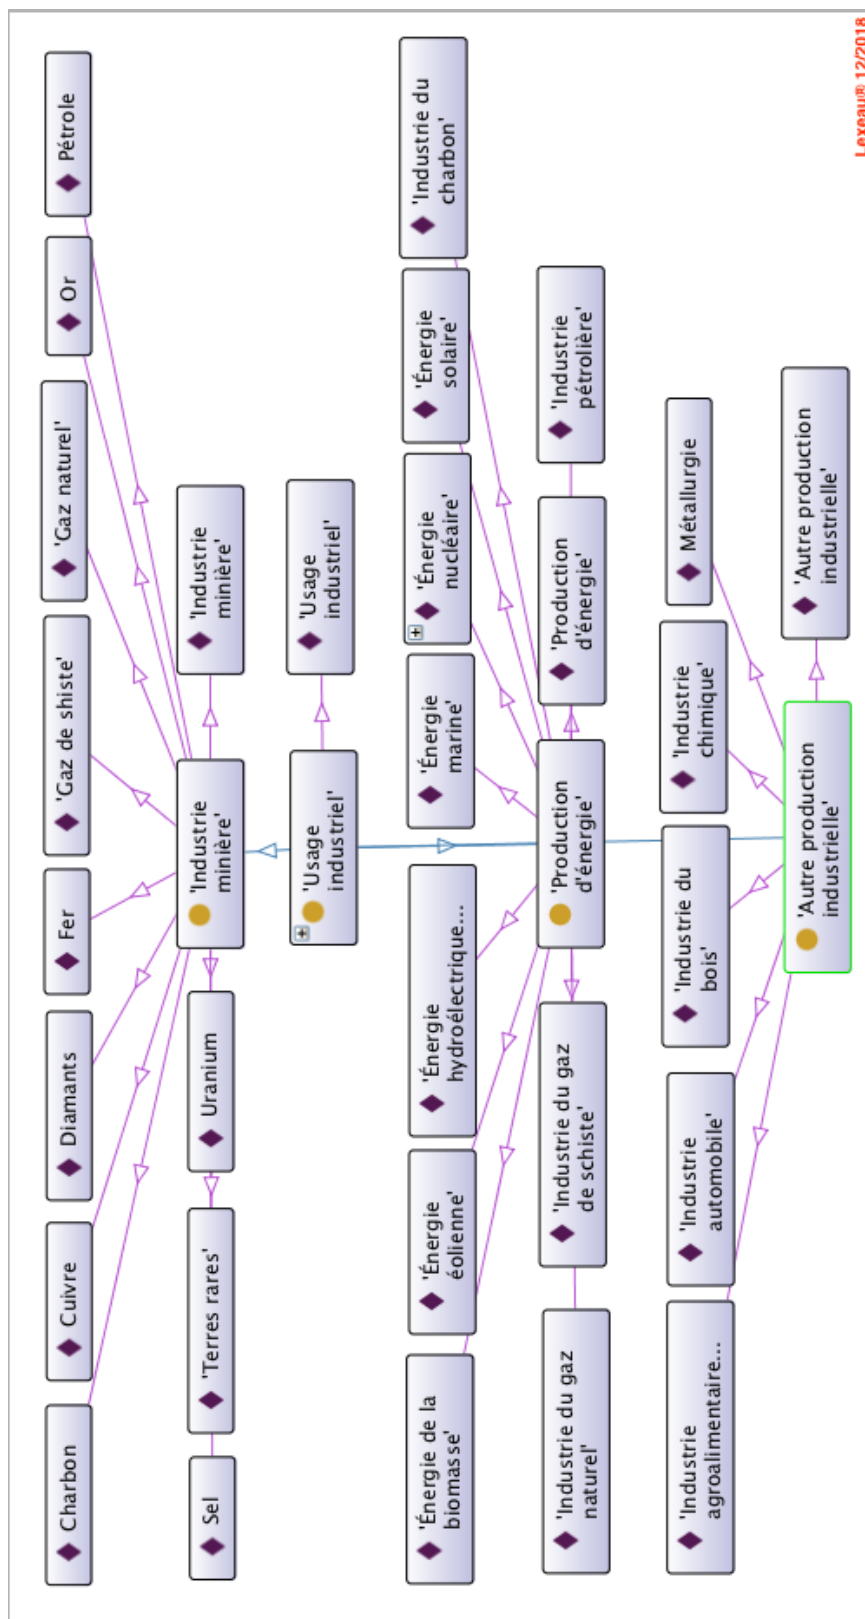 Charbon
Cuivre
Diamants
Fer
'Gaz de shiste'
'Gaz naturel'
Or
Pétrole
Sel
'Terres rares'
Uranium
'Industrie
minière'
'Industrie
minière'
'Usage
industriel'
'Usage
industriel'
'Énergie de la
biomasse'
'Énergie
éolienne'
'Énergie
hydroélectrique...
'Énergie
marine'
'Énergie
nucléaire'
'Énergie
solaire'
'Industrie du
charbon'
'Industrie du gaz
naturel'
'Industrie du gaz
de schiste'
'Production
d'énergie'
'Production
d'énergie'
'Industrie
pétrolière'
'Industrie
agroalimentaire...
'Industrie
automobile'
'Industrie du
bois'
'Industrie
chimique'
Métallurgie
'Autre production
industrielle'
'Autre production
industrielle'
Lexeau® 12/2018